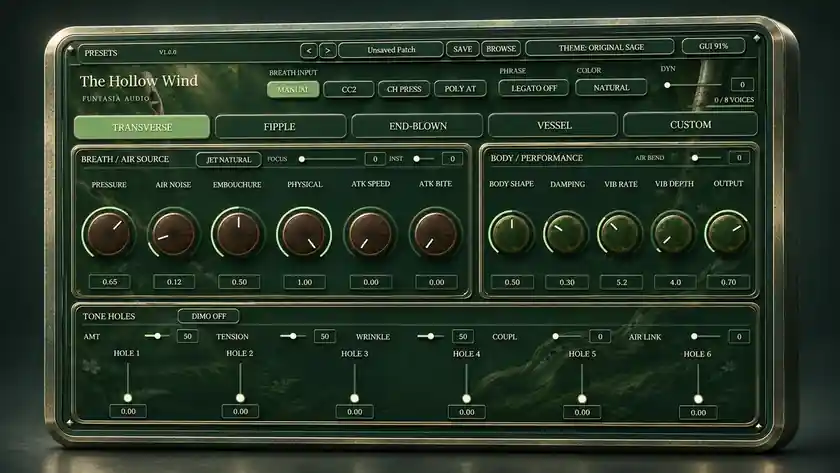 PRESETS V1.0.0 < > Unsaved Patch SAVE BROWSE THEME: ORIGINAL SAGE GUI 91%
The Hollow Wind
FUNTASIA AUDIO
BREATH INPUT PHRASE COLOR DYN
MANUAL CC2 CH PRESS POLY AT LEGATO OFF NATURAL 0
0 / 8 VOICES
TRANSVERSE FIPPLE END-BLOWN VESSEL CUSTOM
BREATH / AIR SOURCE JET NATURAL FOCUS 0 INST 0
PRESSURE AIR NOISE EMBOUCHURE PHYSICAL ATK SPEED ATK BITE
0.65 0.12 0.50 1.00 0.00 0.00
BODY / PERFORMANCE AIR BEND 0
BODY SHAPE DAMPING VIB RATE VIB DEPTH OUTPUT
0.50 0.30 5.2 4.0 0.70
TONE HOLES DIMO OFF
AMT 50 TENSION 50 WRINKLE 50 COUPL 0 AIR LINK 0
HOLE 1 HOLE 2 HOLE 3 HOLE 4 HOLE 5 HOLE 6
0.00 0.00 0.00 0.00 0.00 0.00